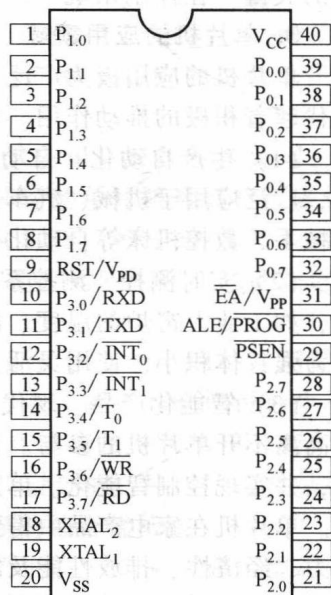 1 P1.0 VCC 40
2 P1.1 P0.0 39
3 P1.2 P0.1 38
4 P1.3 P0.2 37
5 P1.4 P0.3 36
6 P1.5 P0.4 35
7 P1.6 P0.5 34
8 P1.7 P0.6 33
9 RST/VPD P0.7 32
10 P3.0/RXD EA/VPP 31
11 P3.1/TXD ALE/PROG 30
12 P3.2/INT0 PSEN 29
13 P3.3/INT1 P2.7 28
14 P3.4/T0 P2.6 27
15 P3.5/T1 P2.5 26
16 P3.6/WR P2.4 25
17 P3.7/RD P2.3 24
18 XTAL2 P2.2 23
19 XTAL1 P2.1 22
20 VSS P2.0 21